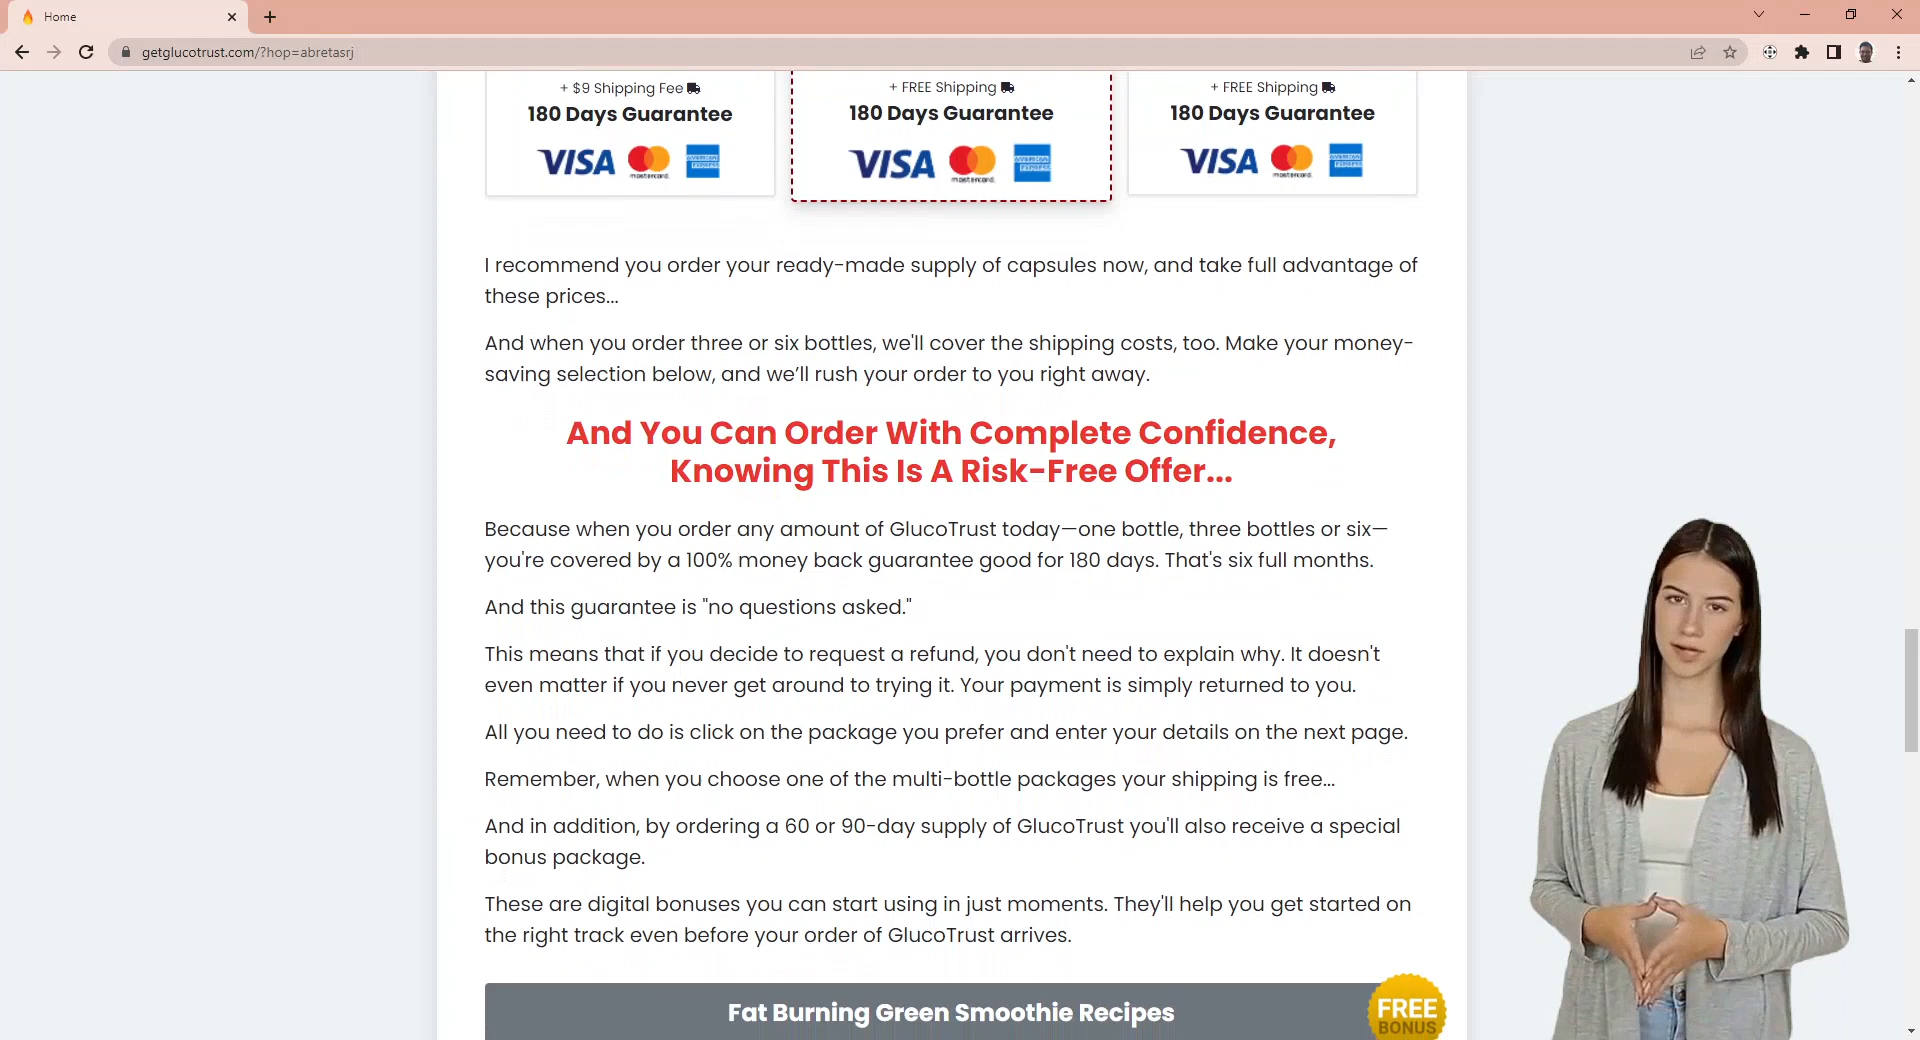 Home
getglucotrust.com/?hop=abretasrj
+ $9 Shipping Fee
180 Days Guarantee
VISA mastercard. AMERICAN EXPRESS
+ FREE Shipping
180 Days Guarantee
VISA mastercard. AMERICAN EXPRESS
+ FREE Shipping
180 Days Guarantee
VISA mastercard. AMERICAN EXPRESS
I recommend you order your ready-made supply of capsules now, and take full advantage of
these prices...
And when you order three or six bottles, we'll cover the shipping costs, too. Make your money-
saving selection below, and we’ll rush your order to you right away.
And You Can Order With Complete Confidence,
Knowing This Is A Risk-Free Offer...
Because when you order any amount of GlucoTrust today—one bottle, three bottles or six—
you're covered by a 100% money back guarantee good for 180 days. That's six full months.
And this guarantee is "no questions asked."
This means that if you decide to request a refund, you don't need to explain why. It doesn't
even matter if you never get around to trying it. Your payment is simply returned to you.
All you need to do is click on the package you prefer and enter your details on the next page.
Remember, when you choose one of the multi-bottle packages your shipping is free...
And in addition, by ordering a 60 or 90-day supply of GlucoTrust you'll also receive a special
bonus package.
These are digital bonuses you can start using in just moments. They'll help you get started on
the right track even before your order of GlucoTrust arrives.
Fat Burning Green Smoothie Recipes
FREE
BONUS